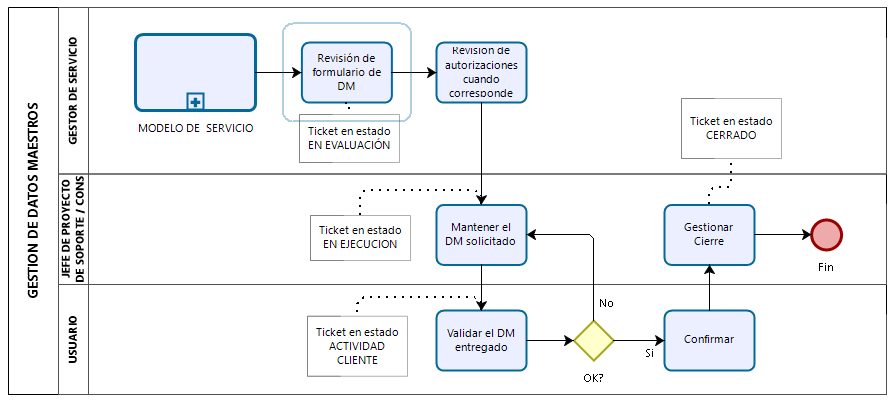 GESTION DE DATOS MAESTROS
GESTOR DE SERVICIO
MODELO DE SERVICIO
Revisión de
formulario de
DM
Revisión de
autorizaciones
cuando
corresponde
Ticket en estado
EN EVALUACIÓN
Ticket en estado
CERRADO
JEFE DE PROYECTO
DE SOPORTE / CONS
Ticket en estado
EN EJECUCION
Mantener el
DM solicitado
Gestionar
Cierre
Fin
USUARIO
Ticket en estado
ACTIVIDAD
CLIENTE
Validar el DM
entregado
No
OK?
Si
Confirmar